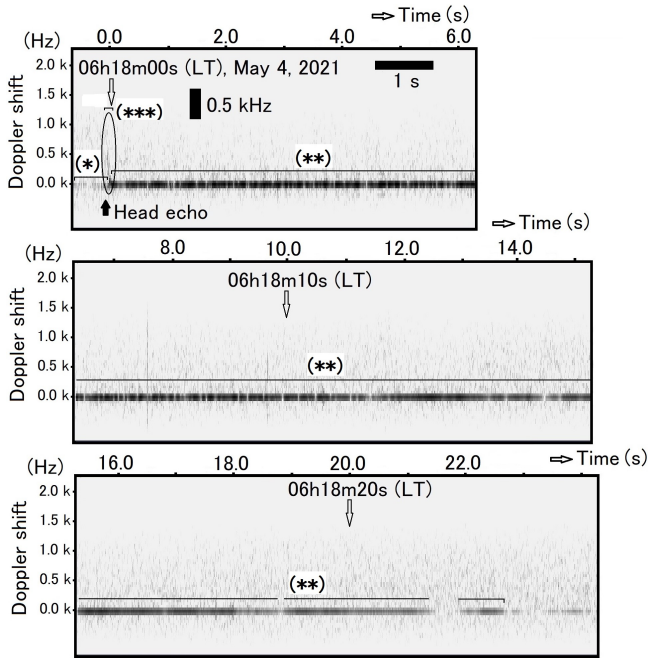 ⇨ Time (s)
(Hz) 0.0 2.0 4.0 6.0
2.0 k
06h18m00s (LT), May 4, 2021
1 s
1.5 k
(***)
0.5 kHz
1.0 k
0.5 k
(*)
(**)
0.0 k
Doppler shift
Head echo
⇨ Time (s)
(Hz) 8.0 10.0 12.0 14.0
2.0 k
06h18m10s (LT)
1.5 k
1.0 k
0.5 k
(**)
0.0 k
Doppler shift
(Hz) 16.0 18.0 20.0 22.0 ⇨ Time (s)
2.0 k
06h18m20s (LT)
1.5 k
1.0 k
0.5 k
(**)
0.0 k
Doppler shift